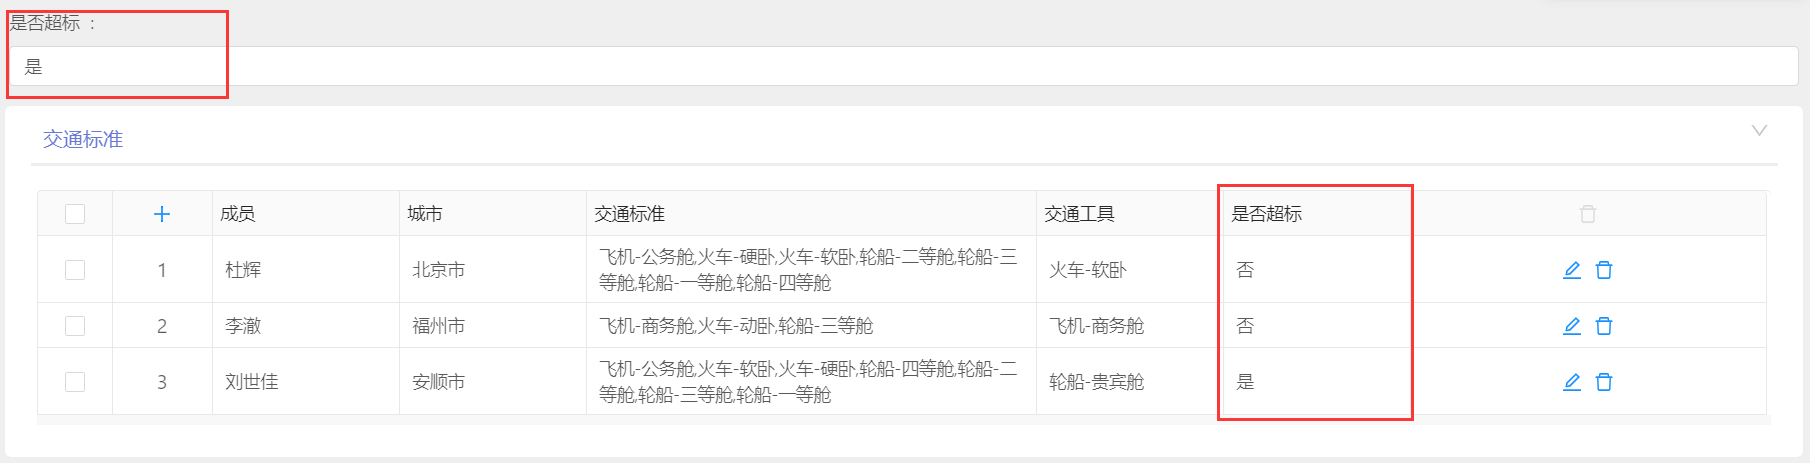 是否超标 ：
是
交通标准
成员 城市 交通标准 交通工具 是否超标
1 杜辉 北京市 飞机-公务舱,火车-硬卧,火车-软卧,轮船-二等舱,轮船-三
等舱,轮船-一等舱,轮船-四等舱 火车-软卧 否
2 李澈 福州市 飞机-商务舱,火车-动卧,轮船-三等舱 飞机-商务舱 否
3 刘世佳 安顺市 飞机-公务舱,火车-软卧,火车-硬卧,轮船-四等舱,轮船-二
等舱,轮船-三等舱,轮船-一等舱 轮船-贵宾舱 是